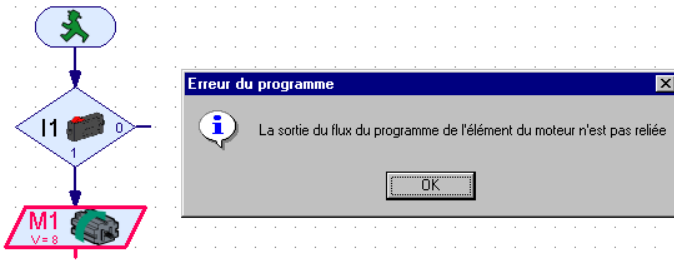 Erreur du programme
La sortie du flux du programme de l'élément du moteur n'est pas reliée
OK
I1
0
1
M1
V = 8